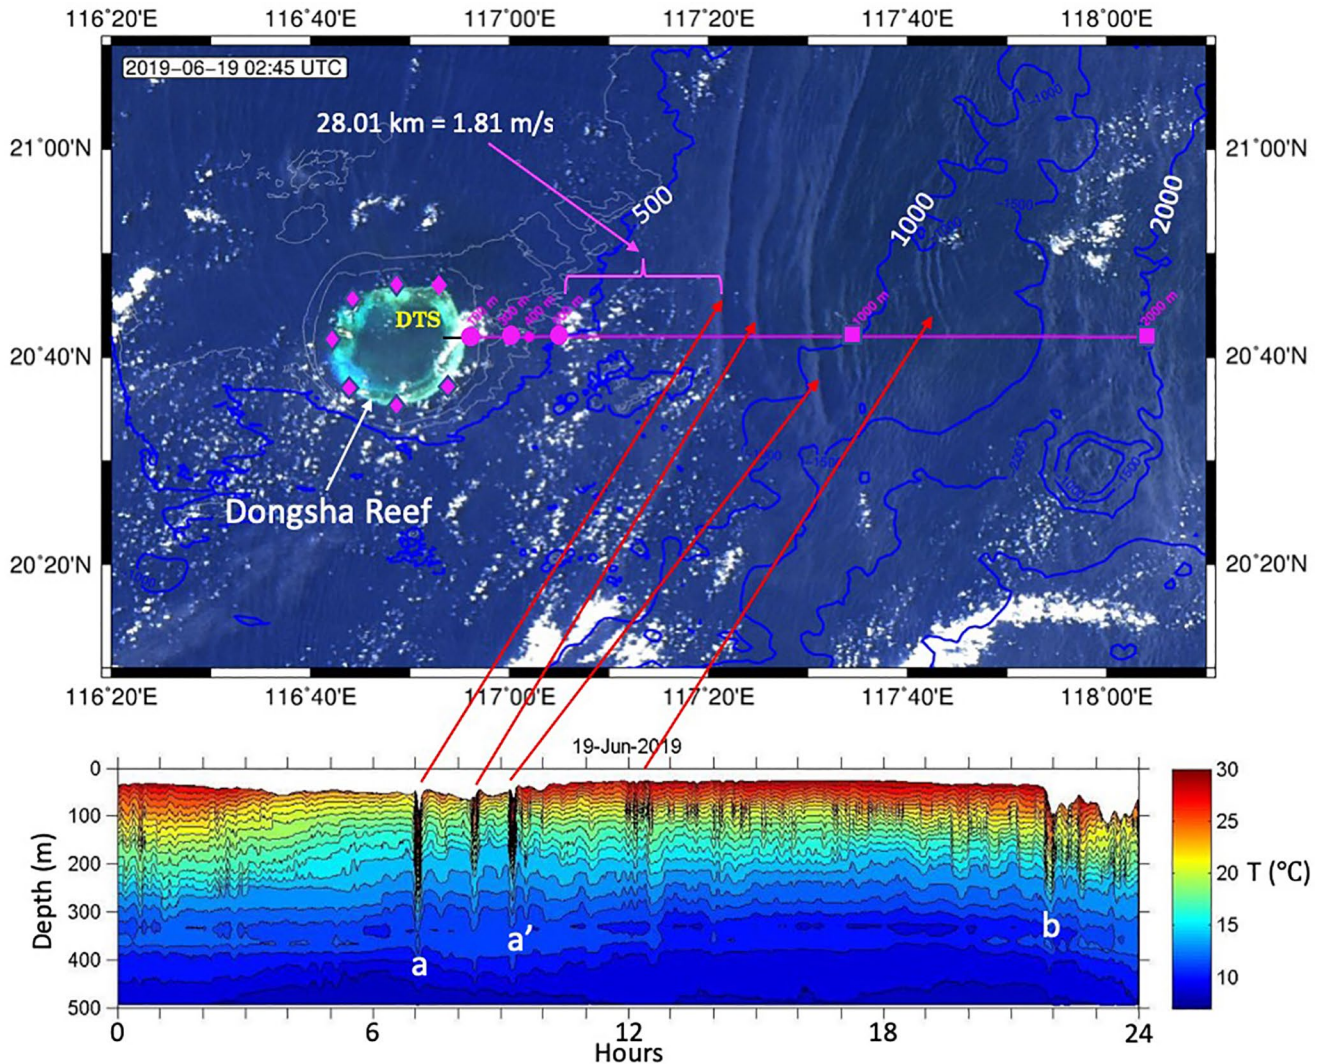 116°20'E 116°40'E 117°00'E 117°20'E 117°40'E 118°00'E
2019-06-19 02:45 UTC
28.01 km = 1.81 m/s
-1000
21°00'N 21°00'N
500
-1500
1000
2000
DTS
1000 m
20°40'N 20°40'N
-1500
Dongsha Reef
20°20'N 20°20'N
116°20'E 116°40'E 117°00'E 117°20'E 117°40'E 118°00'E
19-Jun-2019
0
100
200
300
400
500
Depth (m)
a
a’
b
0 6 12 18 24
Hours
30
25
20
15
10
T (°C)